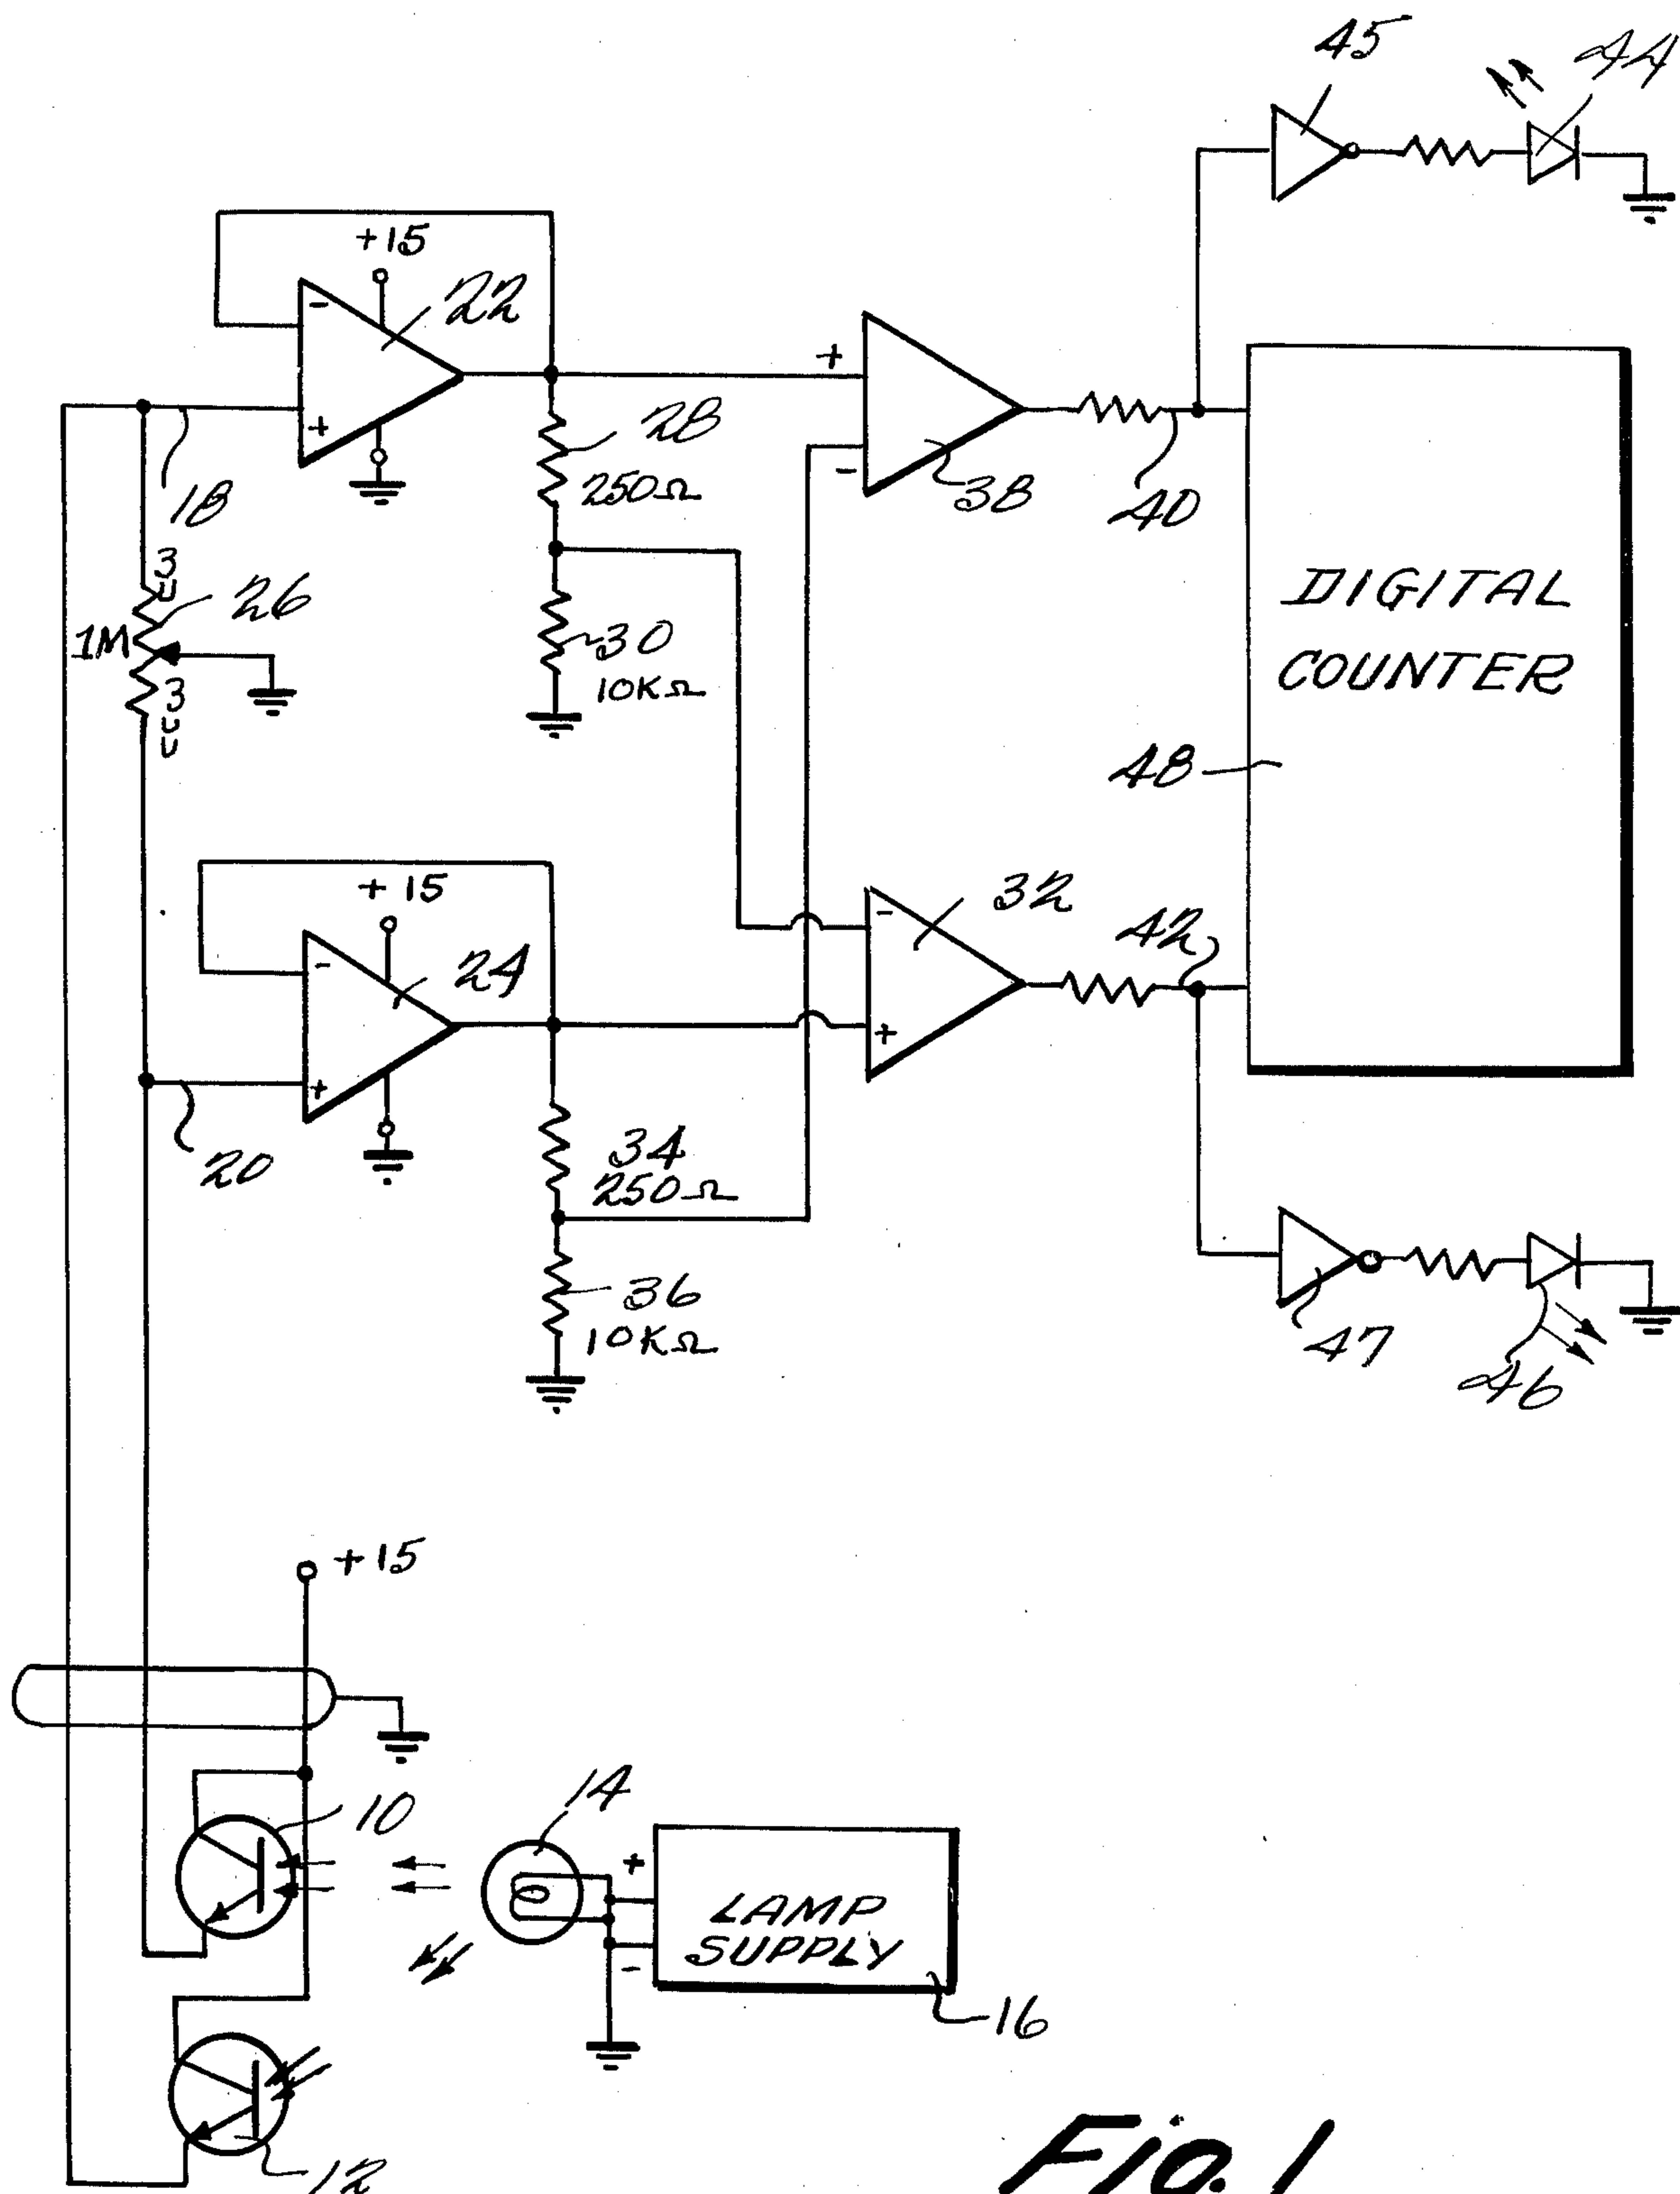 45
44
+15
-
22
+
+
28
18
+
-
38
40
250Ω
3
U
26
DIGITAL
1M
30
COUNTER
3
10KΩ
U
U
48
+15
32
-
42
-
24
+
+
34
20
250Ω
36
10KΩ
47
46
+15
14
10
+
LAMP
SUPPLY
-
16
12
Fig. 1